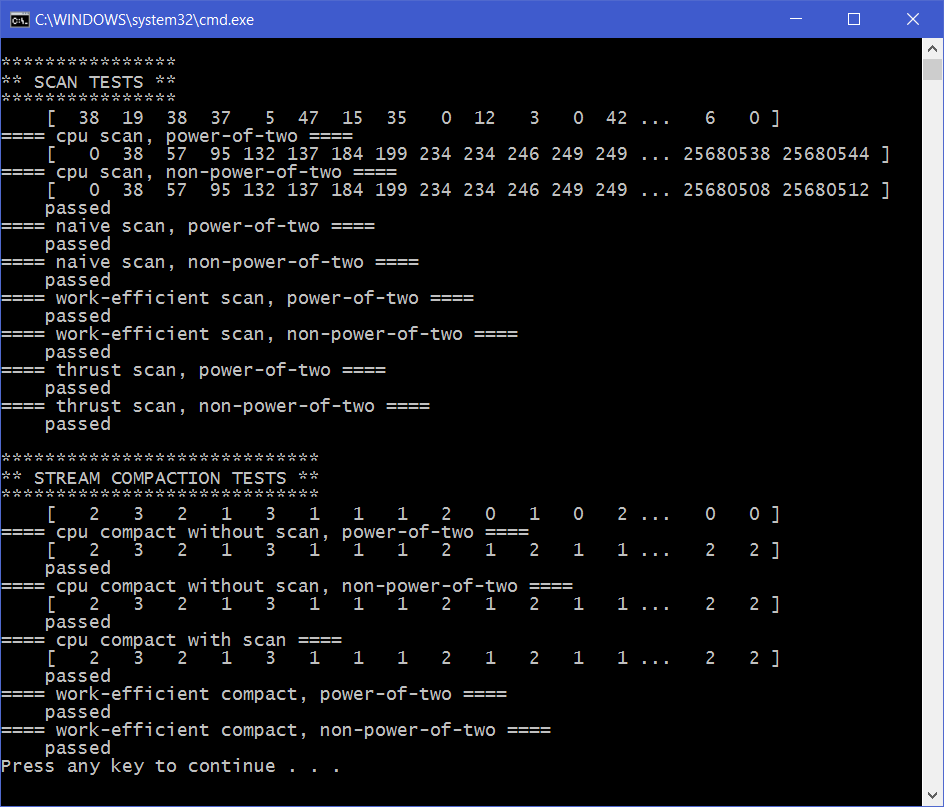 C:\WINDOWS\system32\cmd.exe
****************
** SCAN TESTS **
****************
    [  38  19  38  37   5  47  15  35   0  12   3   0  42 ...   6   0 ]
==== cpu scan, power-of-two ====
    [   0  38  57  95 132 137 184 199 234 234 246 249 249 ... 25680538 25680544 ]
==== cpu scan, non-power-of-two ====
    [   0  38  57  95 132 137 184 199 234 234 246 249 249 ... 25680508 25680512 ]
    passed
==== naive scan, power-of-two ====
    passed
==== naive scan, non-power-of-two ====
    passed
==== work-efficient scan, power-of-two ====
    passed
==== work-efficient scan, non-power-of-two ====
    passed
==== thrust scan, power-of-two ====
    passed
==== thrust scan, non-power-of-two ====
    passed
*****************************
** STREAM COMPACTION TESTS **
*****************************
    [   2   3   2   1   3   1   1   1   2   0   1   0   2 ...   0   0 ]
==== cpu compact without scan, power-of-two ====
    [   2   3   2   1   3   1   1   1   2   1   2   1   1 ...   2   2 ]
    passed
==== cpu compact without scan, non-power-of-two ====
    [   2   3   2   1   3   1   1   1   2   1   2   1   1 ...   2   2 ]
    passed
==== cpu compact with scan ====
    [   2   3   2   1   3   1   1   1   2   1   2   1   1 ...   2   2 ]
    passed
==== work-efficient compact, power-of-two ====
    passed
==== work-efficient compact, non-power-of-two ====
    passed
Press any key to continue . . .